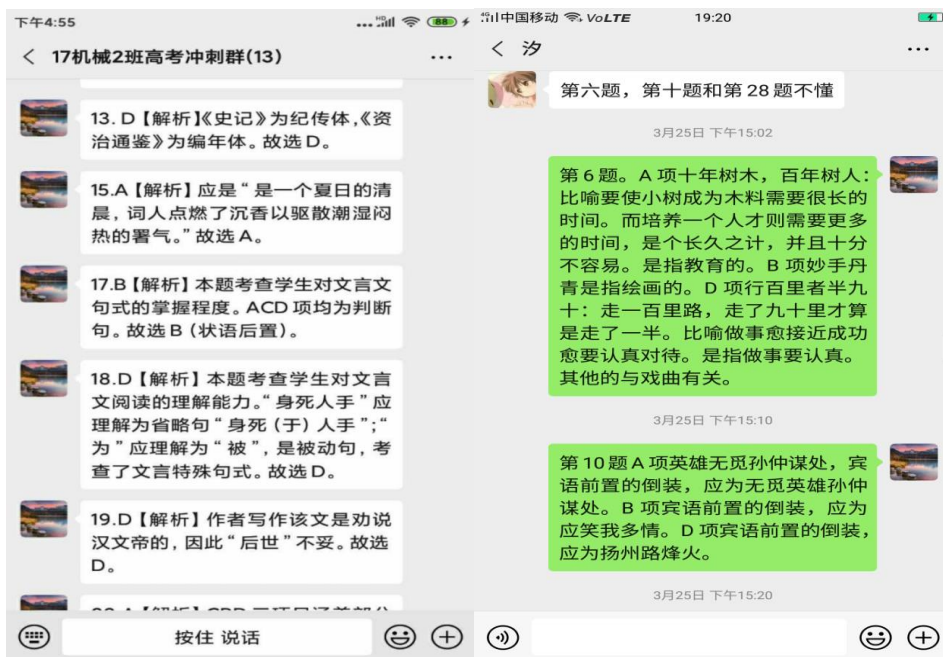 下午4:55
88
17机械2班高考冲刺群(13)
13. D【解析】《史记》为纪传体,《资
治通鉴》为编年体。故选D。
15.A【解析】应是“是一个夏日的清
晨,词人点燃了沉香以驱散潮湿闷
热的暑气。”故选A。
17.B【解析】本题考查学生对文言文
句式的掌握程度。ACD项均为判断
句。故选B(状语后置)。
18.D【解析】本题考查学生对文言
文阅读的理解能力。“身死人手”应
理解为省略句“身死(于)人手”;“
为”应理解为“被”,是被动句,考
查了文言特殊句式。故选D。
19.D【解析】作者写作该文是劝说
汉文帝的,因此“后世”不妥。故选
D。
按住 说话
中国移动 VoLTE 19:20
汐
第六题，第十题和第28题不懂
3月25日 下午15:02
第6题。A项十年树木，百年树人：
比喻要使小树成为木料需要很长的
时间。而培养一个人才则需要更多
的时间，是个长久之计，并且十分
不容易。是指教育的。B项妙手丹
青是指绘画的。D项行百里者半九
十：走一百里路，走了九十里才算
是走了一半。比喻做事愈接近成功
愈要认真对待。是指做事要认真。
其他的与戏曲有关。
3月25日 下午15:10
第10题A项英雄无觅孙仲谋处，宾
语前置的倒装，应为无觅英雄孙仲
谋处。B项宾语前置的倒装，应为
应笑我多情。D项宾语前置的倒装，
应为扬州路烽火。
3月25日 下午15:20